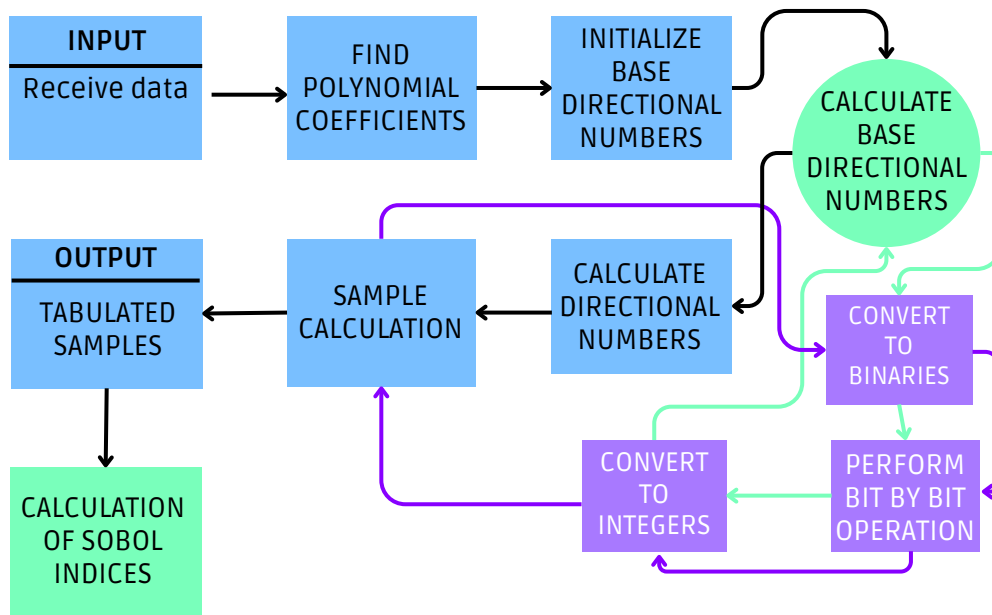 INPUT
Receive data
FIND
POLYNOMIAL
COEFFICIENTS
INITIALIZE
BASE
DIRECTIONAL
NUMBERS
CALCULATE
BASE
DIRECTIONAL
NUMBERS
OUTPUT
TABULATED
SAMPLES
SAMPLE
CALCULATION
CALCULATE
DIRECTIONAL
NUMBERS
CONVERT
TO
BINARIES
CALCULATION
OF SOBOL
INDICES
CONVERT
TO
INTEGERS
PERFORM
BIT BY BIT
OPERATION